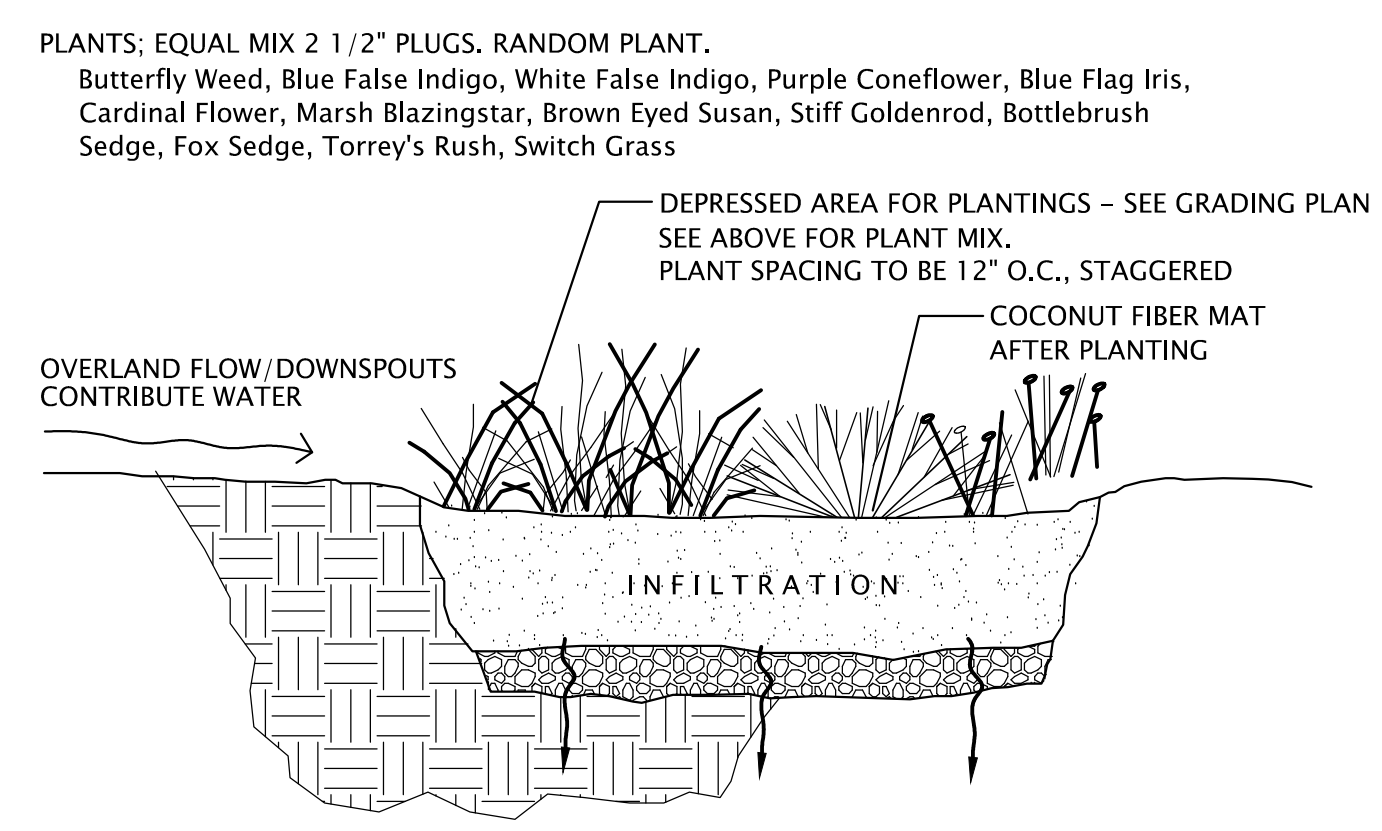 PLANTS; EQUAL MIX 2 1/2" PLUGS. RANDOM PLANT.
Butterfly Weed, Blue False Indigo, White False Indigo, Purple Coneflower, Blue Flag Iris,
Cardinal Flower, Marsh Blazingstar, Brown Eyed Susan, Stiff Goldenrod, Bottlebrush
Sedge, Fox Sedge, Torrey's Rush, Switch Grass
DEPRESSED AREA FOR PLANTINGS – SEE GRADING PLAN
SEE ABOVE FOR PLANT MIX.
PLANT SPACING TO BE 12" O.C., STAGGERED
COCONUT FIBER MAT
AFTER PLANTING
OVERLAND FLOW/DOWNSPOUTS
CONTRIBUTE WATER
INFILTRATION